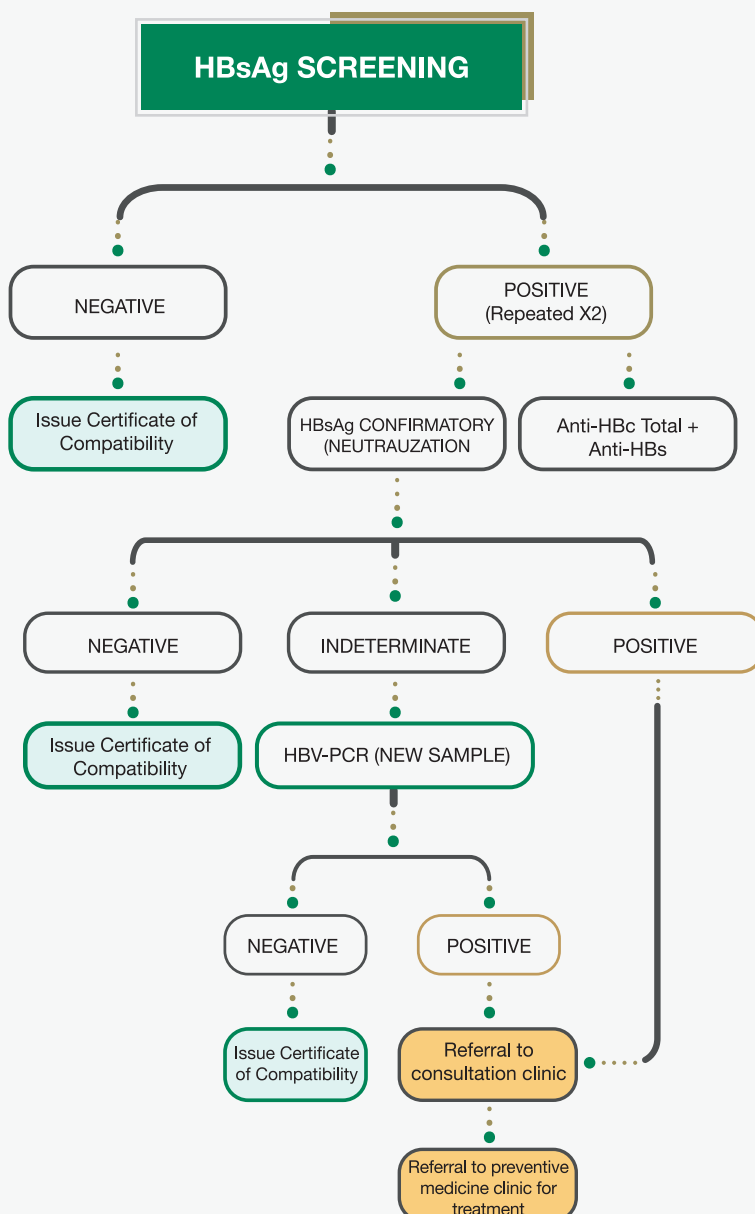 HBsAg SCREENING
NEGATIVE
POSITIVE
(Repeated X2)
Issue Certificate of
Compatibility
HBsAg CONFIRMATORY
(NEUTRAUZATION
Anti-HBc Total +
Anti-HBs
NEGATIVE
INDETERMINATE
POSITIVE
Issue Certificate of
Compatibility
HBV-PCR (NEW SAMPLE)
NEGATIVE
POSITIVE
Issue Certificate
of Compatibility
Referral to
consultation clinic
Referral to preventive
medicine clinic for
treatment